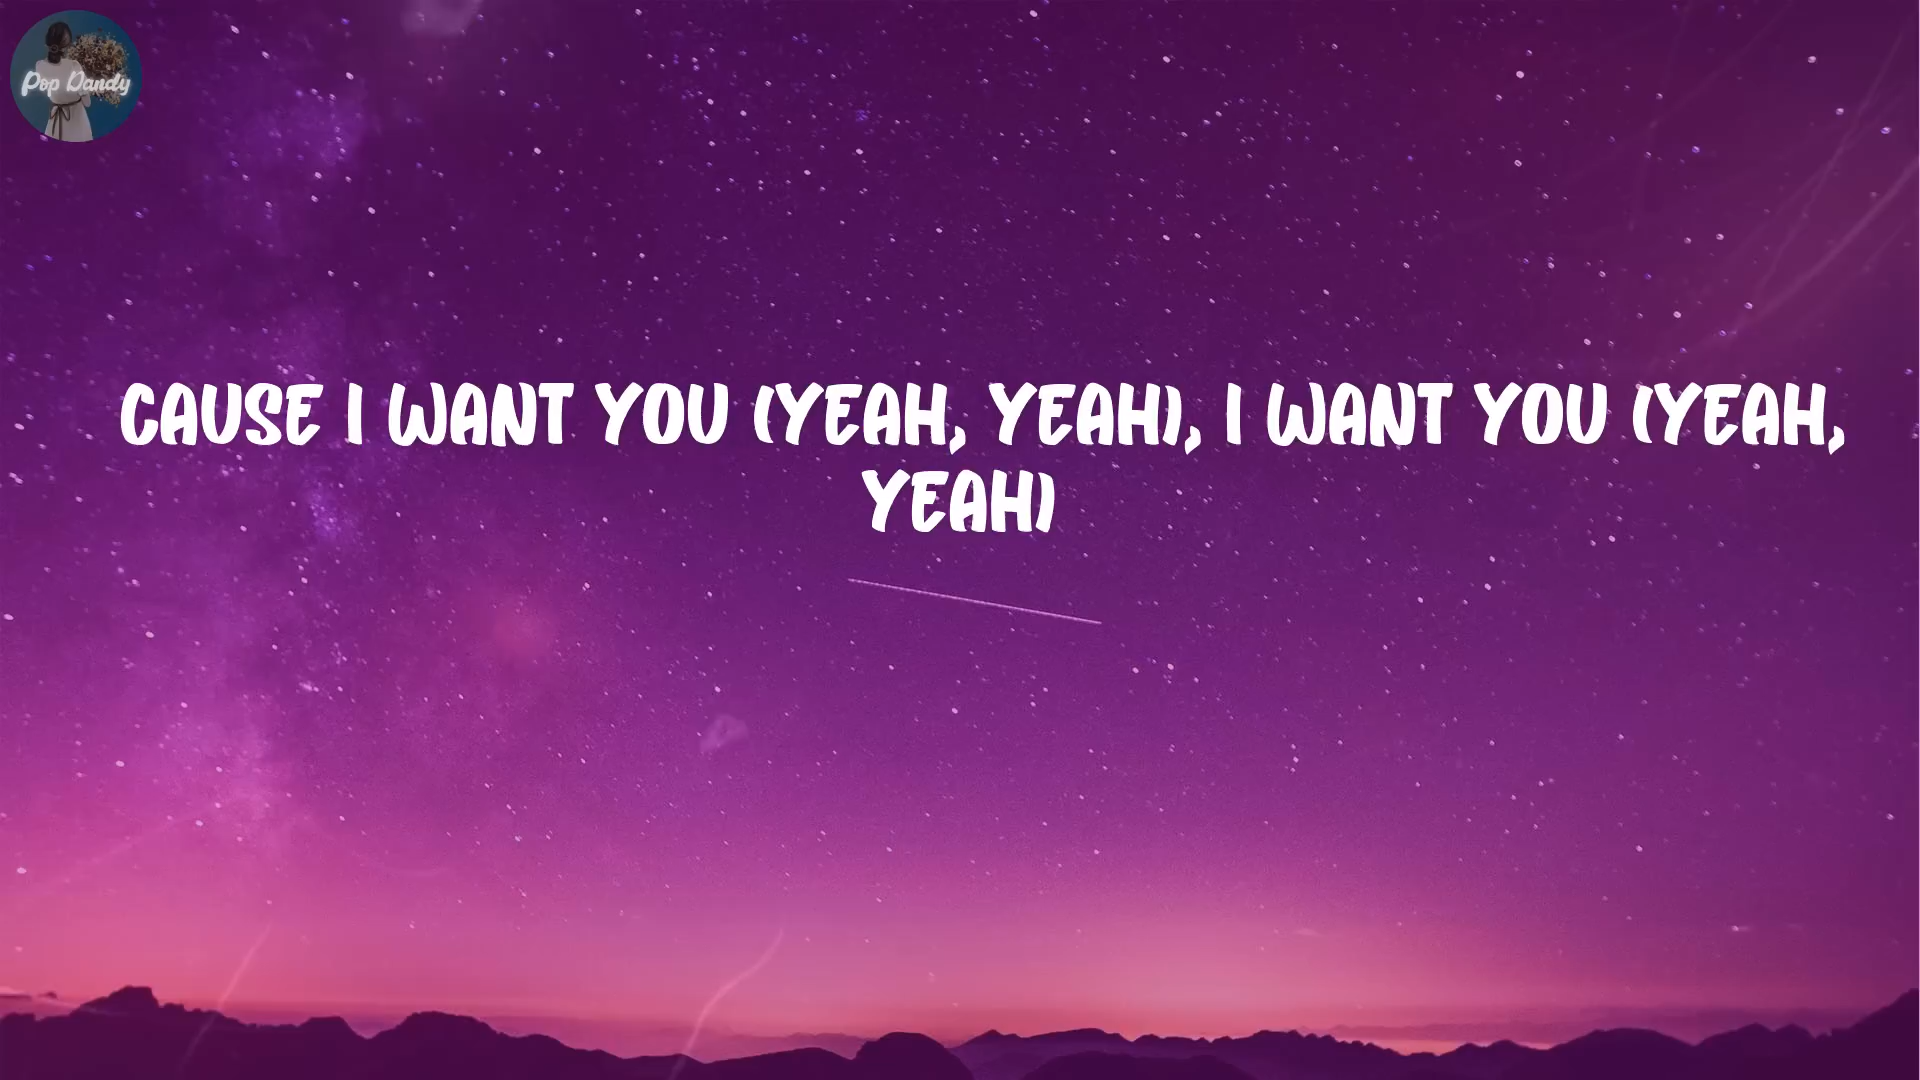 Pop Dandy
CAUSE I WANT YOU (YEAH, YEAH), I WANT YOU (YEAH,
YEAH)